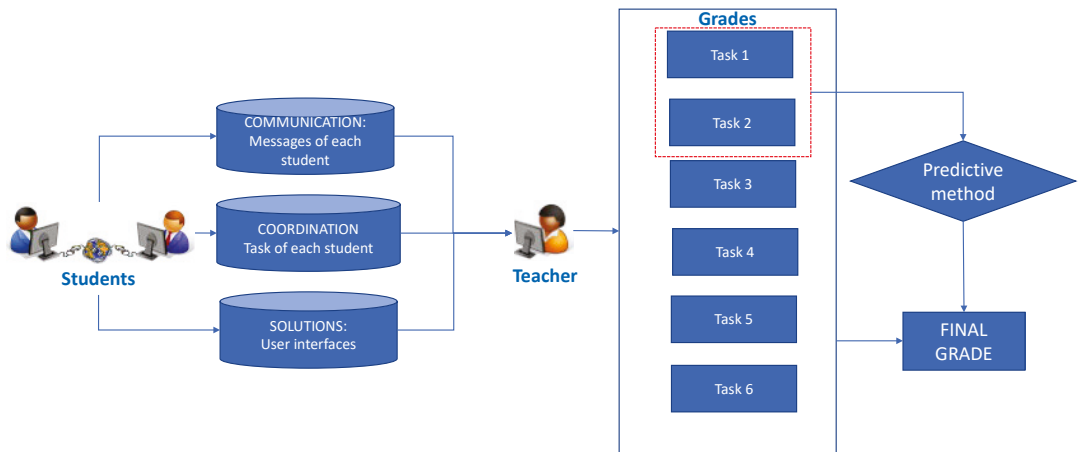 Students
COMMUNICATION:
Messages of each
student
COORDINATION
Task of each student
SOLUTIONS:
User interfaces
Teacher
Grades
Task 1
Task 2
Task 3
Task 4
Task 5
Task 6
Predictive
method
FINAL
GRADE